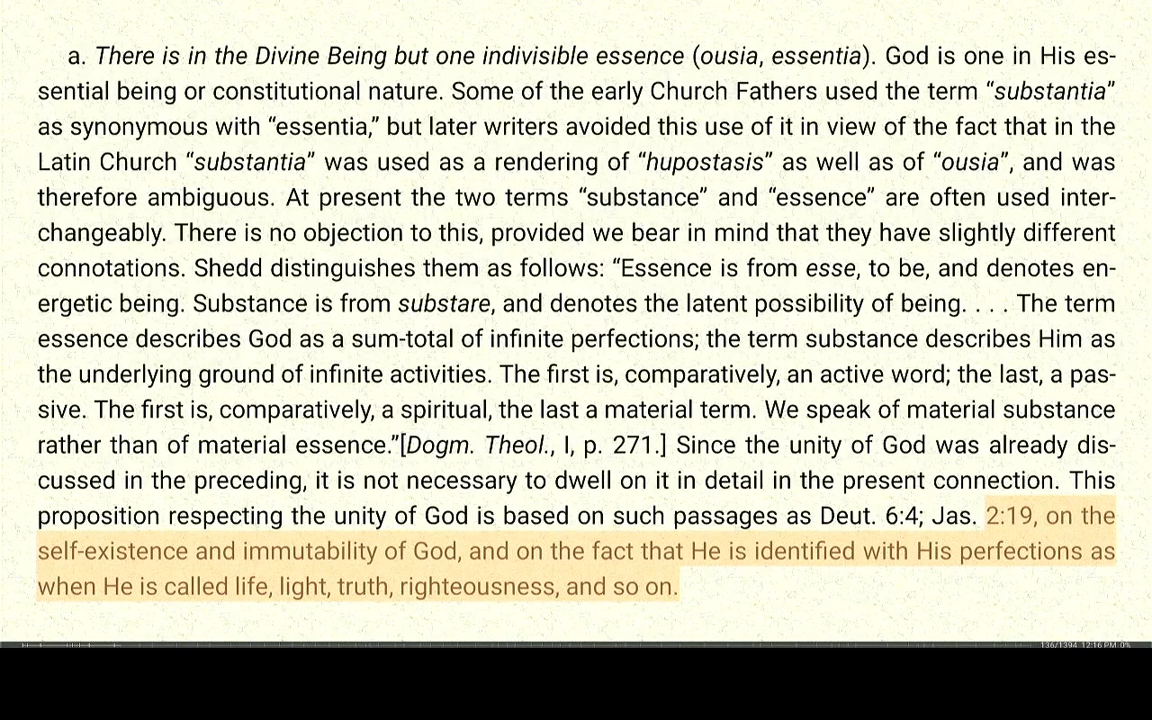 a. There is in the Divine Being but one indivisible essence (ousia, essentia). God is one in His es-
sential being or constitutional nature. Some of the early Church Fathers used the term “substantia”
as synonymous with “essentia,” but later writers avoided this use of it in view of the fact that in the
Latin Church “substantia” was used as a rendering of “hupostasis” as well as of “ousia”, and was
therefore ambiguous. At present the two terms “substance” and “essence” are often used inter-
changeably. There is no objection to this, provided we bear in mind that they have slightly different
connotations. Shedd distinguishes them as follows: “Essence is from esse, to be, and denotes en-
ergetic being. Substance is from substare, and denotes the latent possibility of being. . . . The term
essence describes God as a sum-total of infinite perfections; the term substance describes Him as
the underlying ground of infinite activities. The first is, comparatively, an active word; the last, a pas-
sive. The first is, comparatively, a spiritual, the last a material term. We speak of material substance
rather than of material essence.”[Dogm. Theol., I, p. 271.] Since the unity of God was already dis-
cussed in the preceding, it is not necessary to dwell on it in detail in the present connection. This
proposition respecting the unity of God is based on such passages as Deut. 6:4; Jas. 2:19, on the
self-existence and immutability of God, and on the fact that He is identified with His perfections as
when He is called life, light, truth, righteousness, and so on.
136/1394 12:16 PM 0%